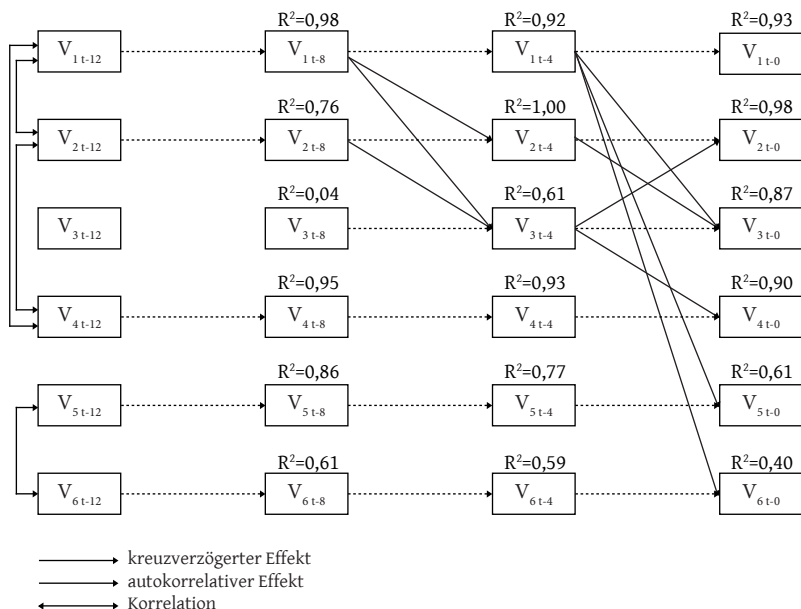 R²=0,98 R²=0,92 R²=0,93
V1 t-12 V1 t-8 V1 t-4 V1 t-0
R²=0,76 R²=1,00 R²=0,98
V2 t-12 V2 t-8 V2 t-4 V2 t-0
R²=0,04 R²=0,61 R²=0,87
V3 t-12 V3 t-8 V3 t-4 V3 t-0
R²=0,95 R²=0,93 R²=0,90
V4 t-12 V4 t-8 V4 t-4 V4 t-0
R²=0,86 R²=0,77 R²=0,61
V5 t-12 V5 t-8 V5 t-4 V5 t-0
R²=0,61 R²=0,59 R²=0,40
V6 t-12 V6 t-8 V6 t-4 V6 t-0
kreuzverzögerter Effekt
autokorrelativer Effekt
Korrelation